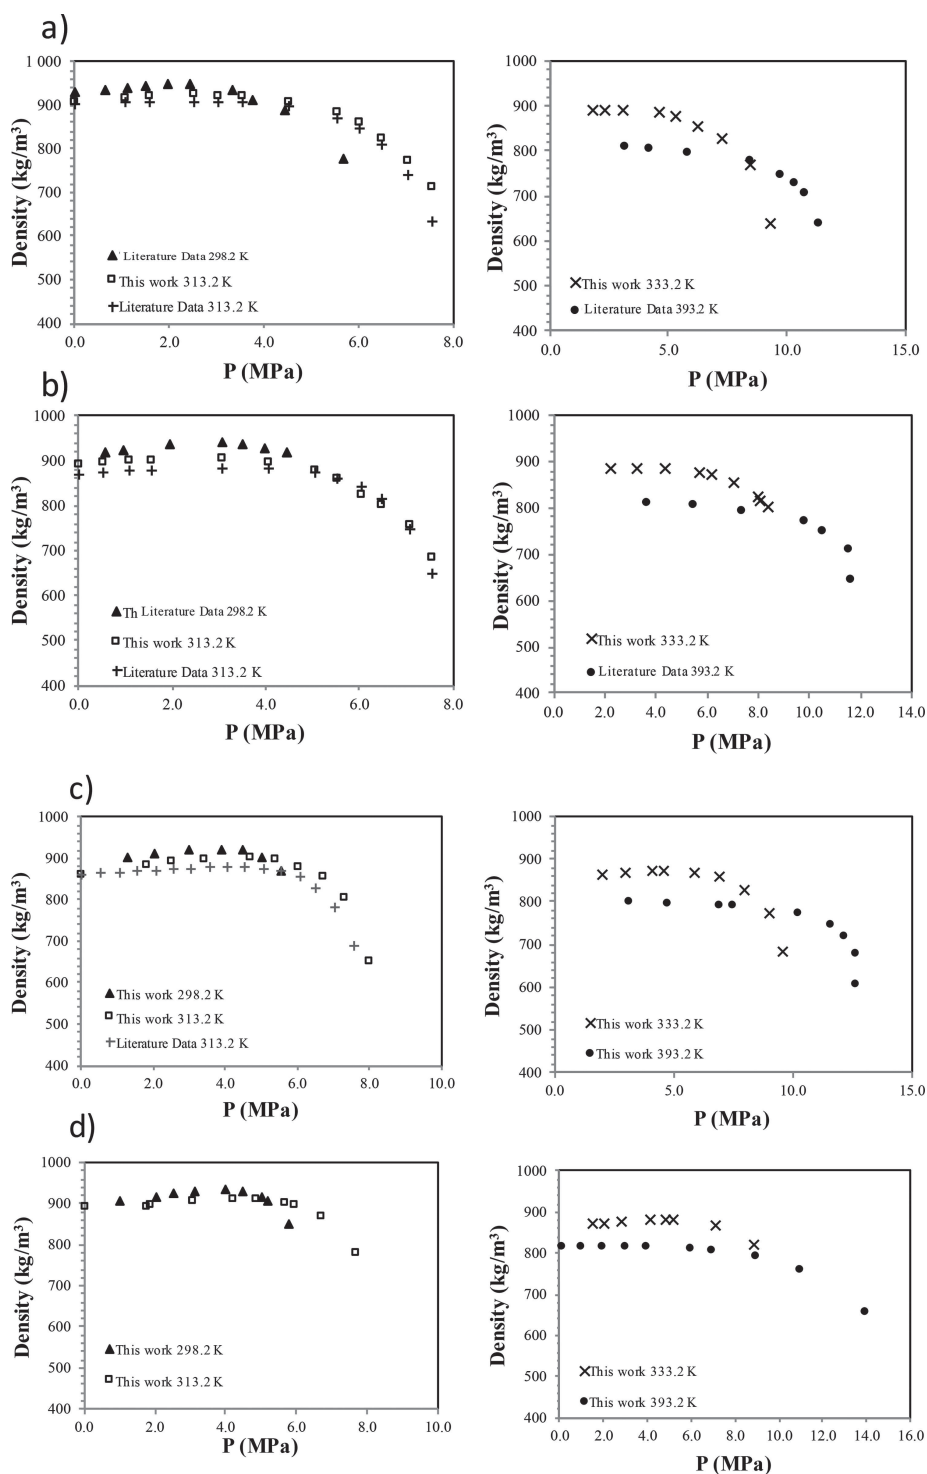 a)
1 000
900
800
700
600
500
400
0.0 2.0 4.0 6.0 8.0
Density (kg/m³)
P (MPa)
Literature Data 298.2 K
This work 313.2 K
Literature Data 313.2 K
1000
900
800
700
600
500
400
0.0 5.0 10.0 15.0
Density (kg/m³)
P (MPa)
This work 333.2 K
Literature Data 393.2 K
b)
1000
900
800
700
600
500
400
0.0 2.0 4.0 6.0 8.0
Density (kg/m³)
P (MPa)
Th Literature Data 298.2 K
This work 313.2 K
Literature Data 313.2 K
1000
900
800
700
600
500
400
0.0 2.0 4.0 6.0 8.0 10.0 12.0 14.0
Density (kg/m³)
P (MPa)
This work 333.2 K
Literature Data 393.2 K
c)
1000
900
800
700
600
500
400
0.0 2.0 4.0 6.0 8.0 10.0
Density (kg/m³)
P (MPa)
This work 298.2 K
This work 313.2 K
Literature Data 313.2 K
1000
900
800
700
600
500
400
0.0 5.0 10.0 15.0
Density (kg/m³)
P (MPa)
This work 333.2 K
This work 393.2 K
d)
1000
900
800
700
600
500
400
0.0 2.0 4.0 6.0 8.0 10.0
Density (kg/m³)
P (MPa)
This work 298.2 K
This work 313.2 K
1000
900
800
700
600
500
400
0.0 2.0 4.0 6.0 8.0 10.0 12.0 14.0 16.0
Density (kg/m³)
P (MPa)
This work 333.2 K
This work 393.2 K